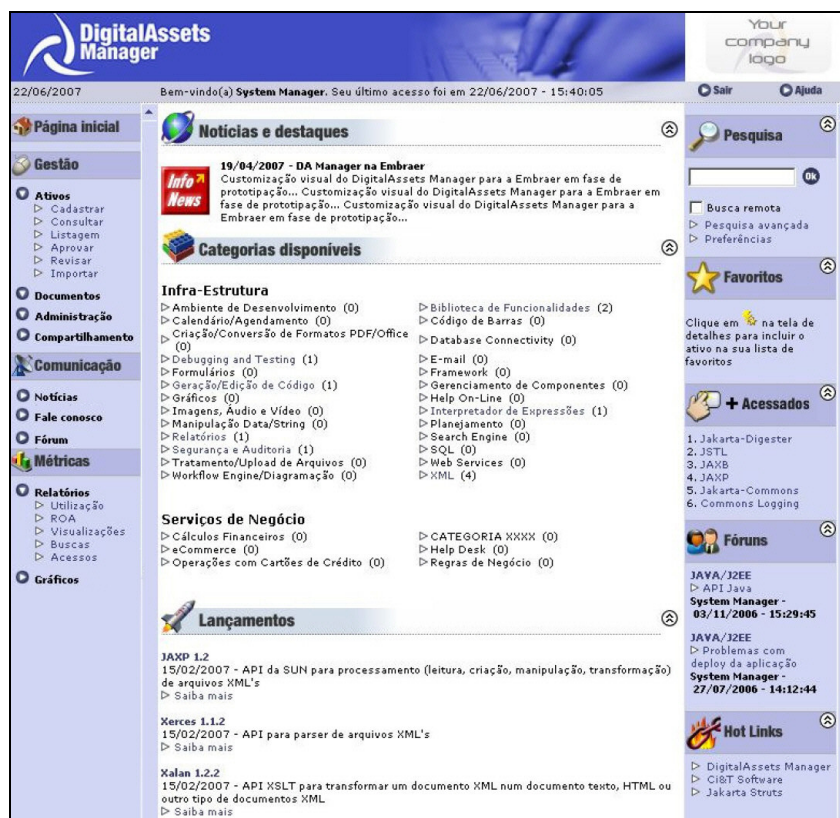 DigitalAssets
Manager
Your
company
logo
22/06/2007
Bem-vindo(a) System Manager. Seu último acesso foi em 22/06/2007 - 15:40:05
Sair
Ajuda
Página inicial
Gestão
Ativos
Cadastrar
Consultar
Listagem
Aprovar
Revisar
Importar
Documentos
Administração
Compartilhamento
Comunicação
Notícias
Fale conosco
Fórum
Métricas
Relatórios
Utilização
ROA
Visualizações
Buscas
Acessos
Gráficos
Notícias e destaques
Info
News
19/04/2007 - DA Manager na Embraer
Customização visual do DigitalAssets Manager para a Embraer em fase de
prototipação... Customização visual do DigitalAssets Manager para a Embraer em
fase de prototipação... Customização visual do DigitalAssets Manager para a
Embraer em fase de prototipação...
Categorias disponíveis
Infra-Estrutura
Ambiente de Desenvolvimento (0)
Biblioteca de Funcionalidades (2)
Calendário/Agendamento (0)
Código de Barras (0)
Criação/Conversão de Formatos PDF/Office
(0)
Database Connectivity (0)
Debugging and Testing (1)
E-mail (0)
Formulários (0)
Framework (0)
Geração/Edição de Código (1)
Gerenciamento de Componentes (0)
Gráficos (0)
Help On-Line (0)
Imagens, Áudio e Vídeo (0)
Interpretador de Expressões (1)
Manipulação Data/String (0)
Planejamento (0)
Relatórios (1)
Search Engine (0)
Segurança e Auditoria (1)
SQL (0)
Tratamento/Upload de Arquivos (0)
Web Services (0)
Workflow Engine/Diagramação (0)
XML (4)
Serviços de Negócio
Cálculos Financeiros (0)
CATEGORIA XXXX (0)
eCommerce (0)
Help Desk (0)
Operações com Cartões de Crédito (0)
Regras de Negócio (0)
Lançamentos
JAXP 1.2
15/02/2007 - API da SUN para processamento (leitura, criação, manipulação, transformação)
de arquivos XML's
Saiba mais
Xerces 1.1.2
15/02/2007 - API para parser de arquivos XML's
Saiba mais
Xalan 1.2.2
15/02/2007 - API XSLT para transformar um documento XML num documento texto, HTML ou
outro tipo de documentos XML
Saiba mais
Pesquisa
Ok
Busca remota
Pesquisa avançada
Preferências
Favoritos
Clique em na tela de
detalhes para incluir o
ativo na sua lista de
favoritos
+ Acessados
1. Jakarta-Digester
2. JSTL
3. JAXB
4. JAXP
5. Jakarta-Commons
6. Commons Logging
Fóruns
JAVA/J2EE
API Java
System Manager -
03/11/2006 - 15:29:45
JAVA/J2EE
Problemas com
deploy da aplicação
System Manager -
27/07/2006 - 14:12:44
Hot Links
DigitalAssets Manager
Ci&T Software
Jakarta Struts